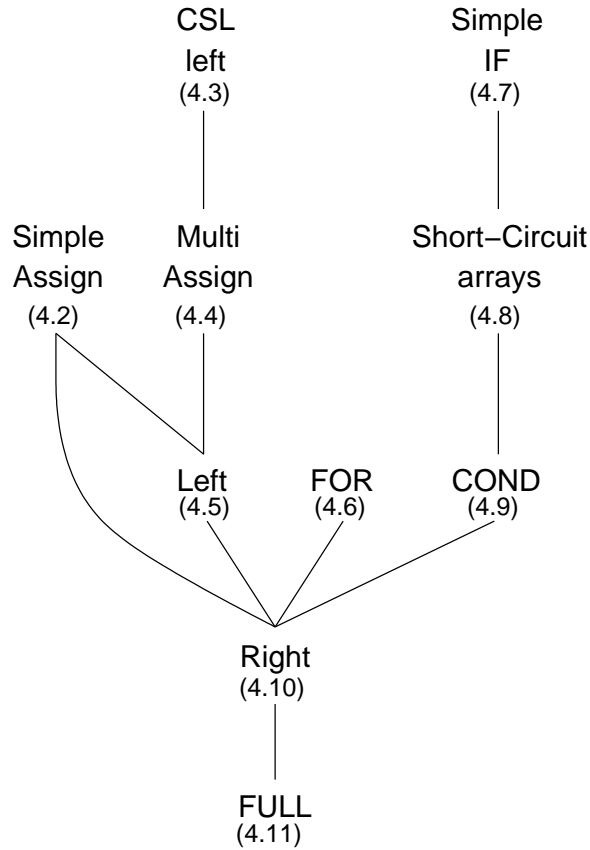 CSL
left
(4.3)
Simple
IF
(4.7)
Simple
Assign
(4.2)
Multi
Assign
(4.4)
Short−Circuit
arrays
(4.8)
Left
(4.5)
FOR
(4.6)
COND
(4.9)
Right
(4.10)
FULL
(4.11)